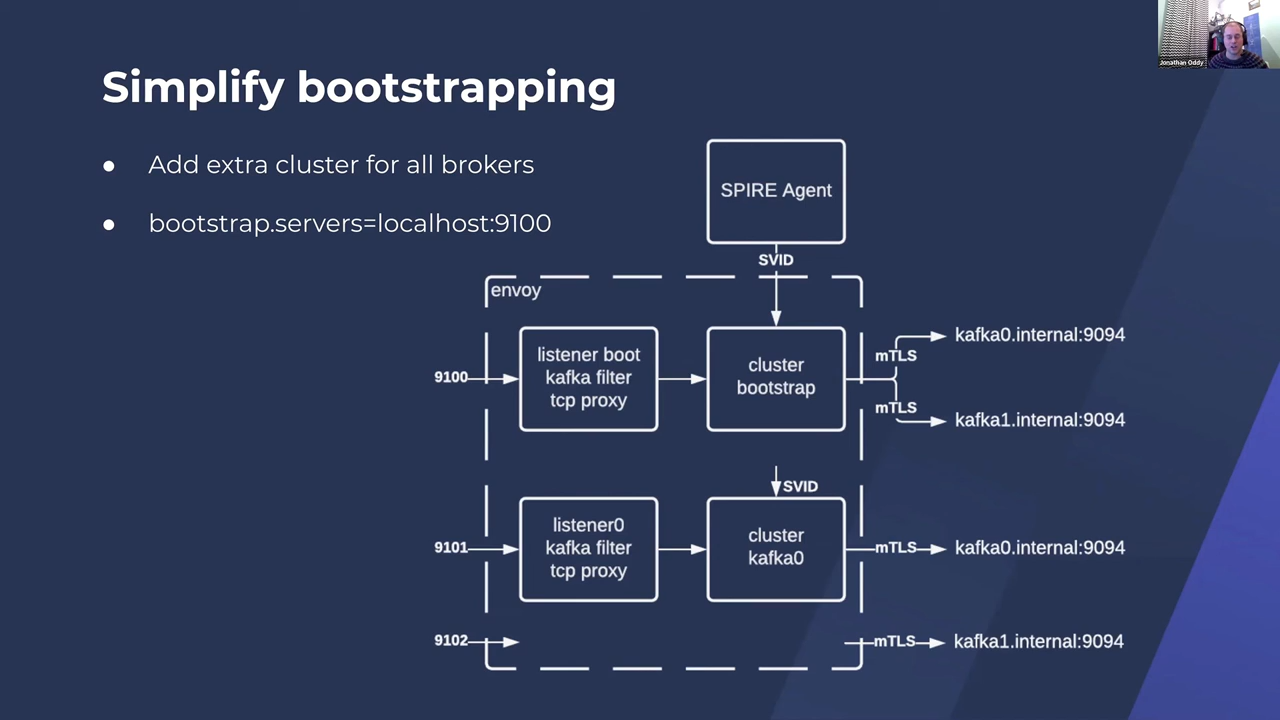 Simplify bootstrapping
● Add extra cluster for all brokers
● bootstrap.servers=localhost:9100
Jonathan Oddy
SPIRE Agent
SVID
envoy
9100
listener boot
kafka filter
tcp proxy
cluster
bootstrap
mTLS
mTLS
kafka0.internal:9094
kafka1.internal:9094
SVID
9101
listener0
kafka filter
tcp proxy
cluster
kafka0
mTLS
kafka0.internal:9094
9102
mTLS
kafka1.internal:9094